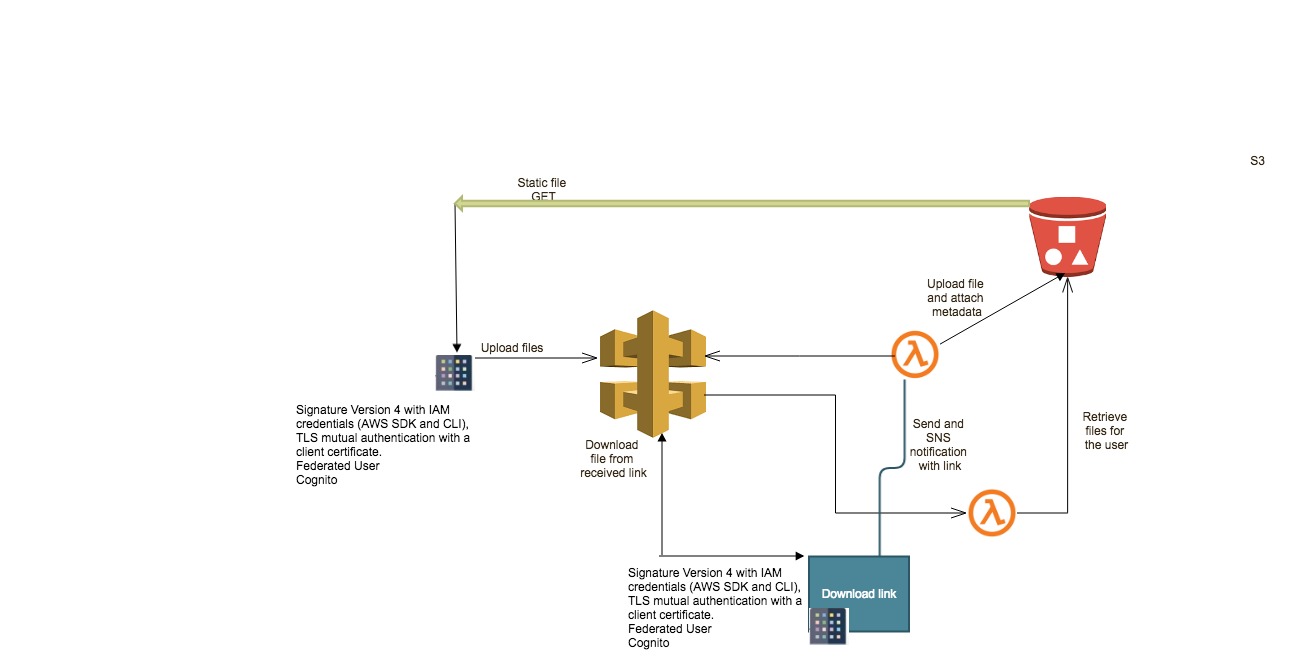 S3
Static file
GET
Upload file
and attach
metadata
Upload files
Signature Version 4 with IAM
credentials (AWS SDK and CLI),
TLS mutual authentication with a
client certificate.
Federated User
Cognito
Download
file from
received link
Send and
SNS
notification
with link
Retrieve
files for
the user
Signature Version 4 with IAM
credentials (AWS SDK and CLI),
TLS mutual authentication with a
client certificate.
Federated User
Cognito
Download link